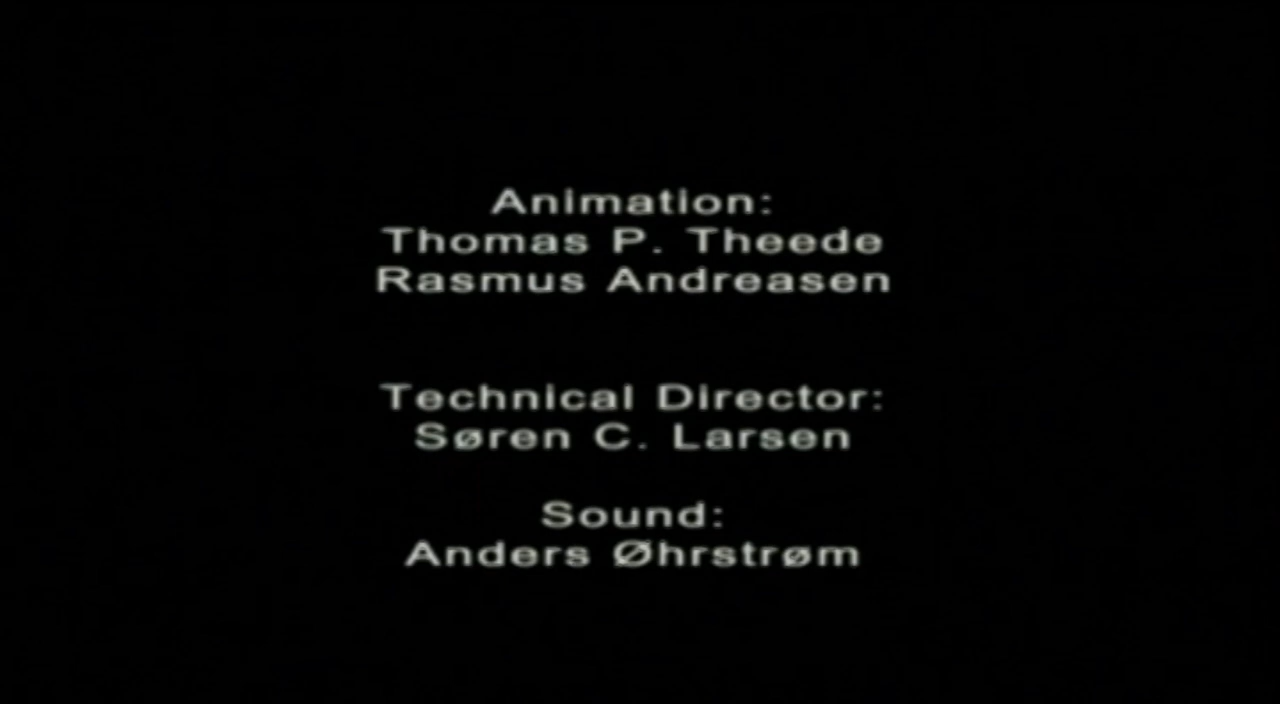 Animation:
Thomas P. Theede
Rasmus Andreasen
Technical Director:
Søren C. Larsen
Sound:
Anders Øhrstrøm